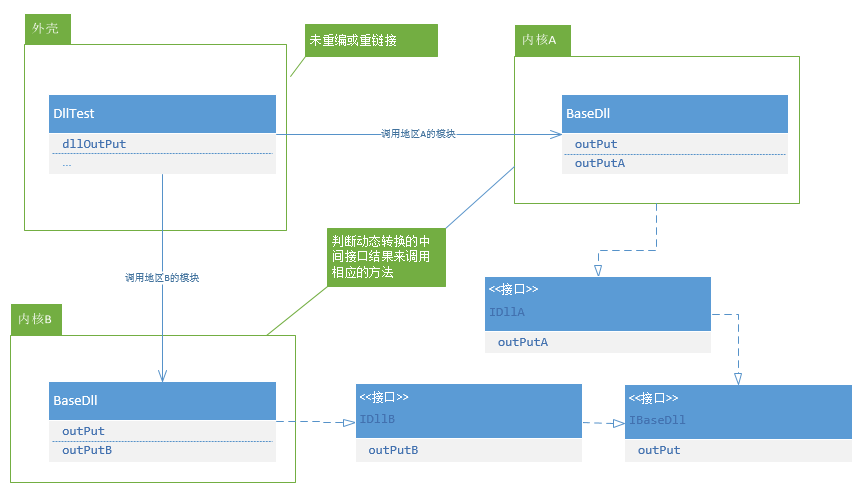 外壳
未重编或重链接
内核A
DllTest
dllOutPut
...
调用地区A的模块
BaseDll
outPut
outPutA
判断动态转换的中
间接口结果来调用
相应的方法
调用地区B的模块
<<接口>>
IDllA
outPutA
内核B
BaseDll
outPut
outPutB
<<接口>>
IDllB
outPutB
<<接口>>
IBaseDll
outPut